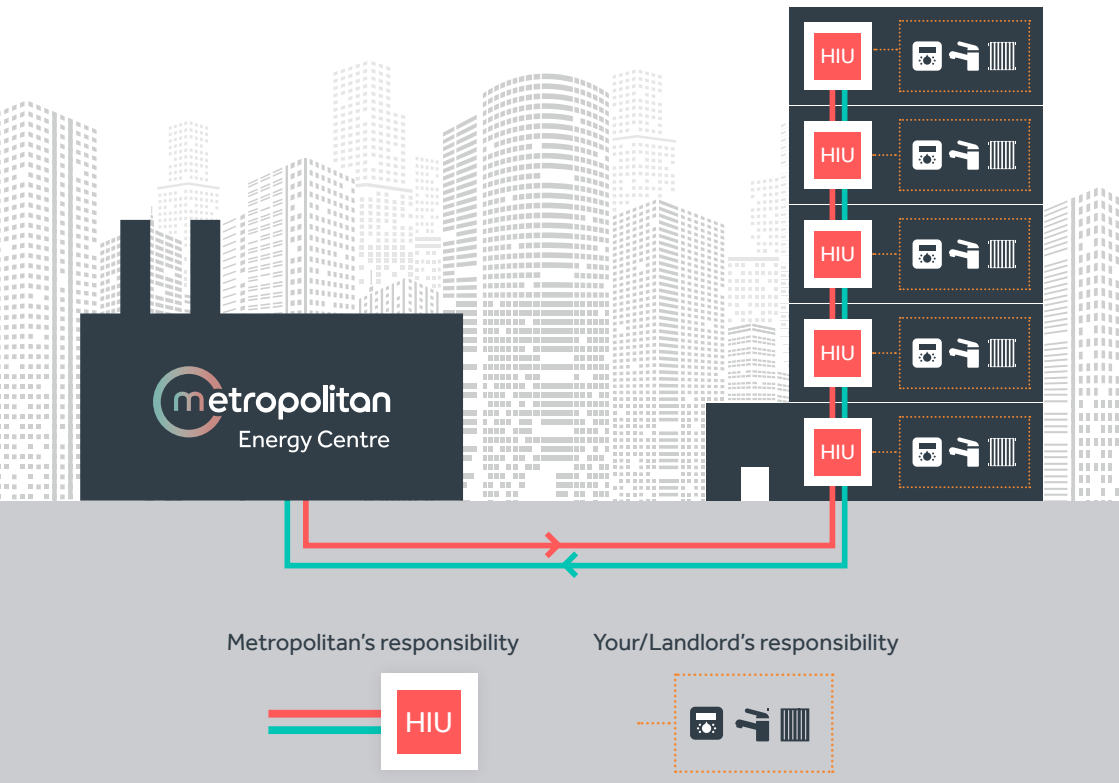 HIU
HIU
HIU
HIU
metropolitan
Energy Centre
HIU
Metropolitan's responsibility
Your/Landlord's responsibility
HIU